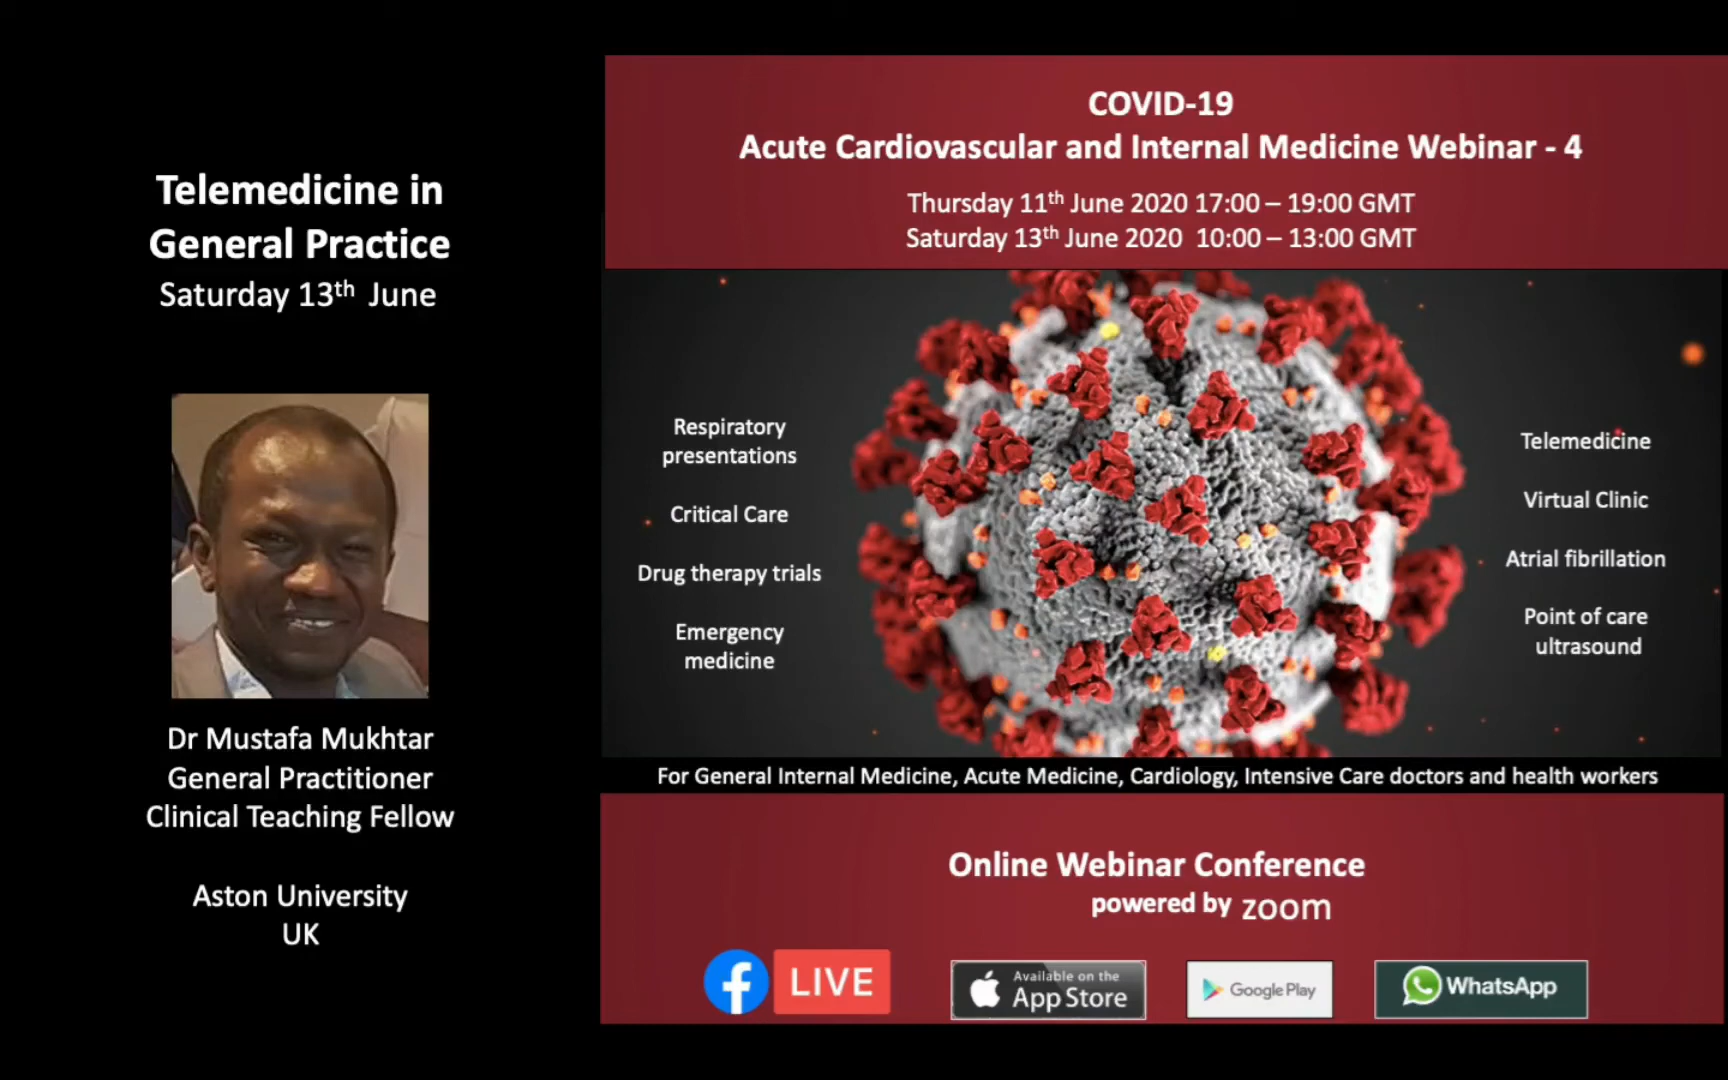 Telemedicine in
General Practice
Saturday 13th June
Dr Mustafa Mukhtar
General Practitioner
Clinical Teaching Fellow
Aston University
UK
COVID-19
Acute Cardiovascular and Internal Medicine Webinar - 4
Thursday 11th June 2020 17:00 – 19:00 GMT
Saturday 13th June 2020 10:00 – 13:00 GMT
Respiratory
presentations
Critical Care
Drug therapy trials
Emergency
medicine
Telemedicine
Virtual Clinic
Atrial fibrillation
Point of care
ultrasound
For General Internal Medicine, Acute Medicine, Cardiology, Intensive Care doctors and health workers
Online Webinar Conference
powered by zoom
f LIVE
Available on the
App Store
Google Play
WhatsApp